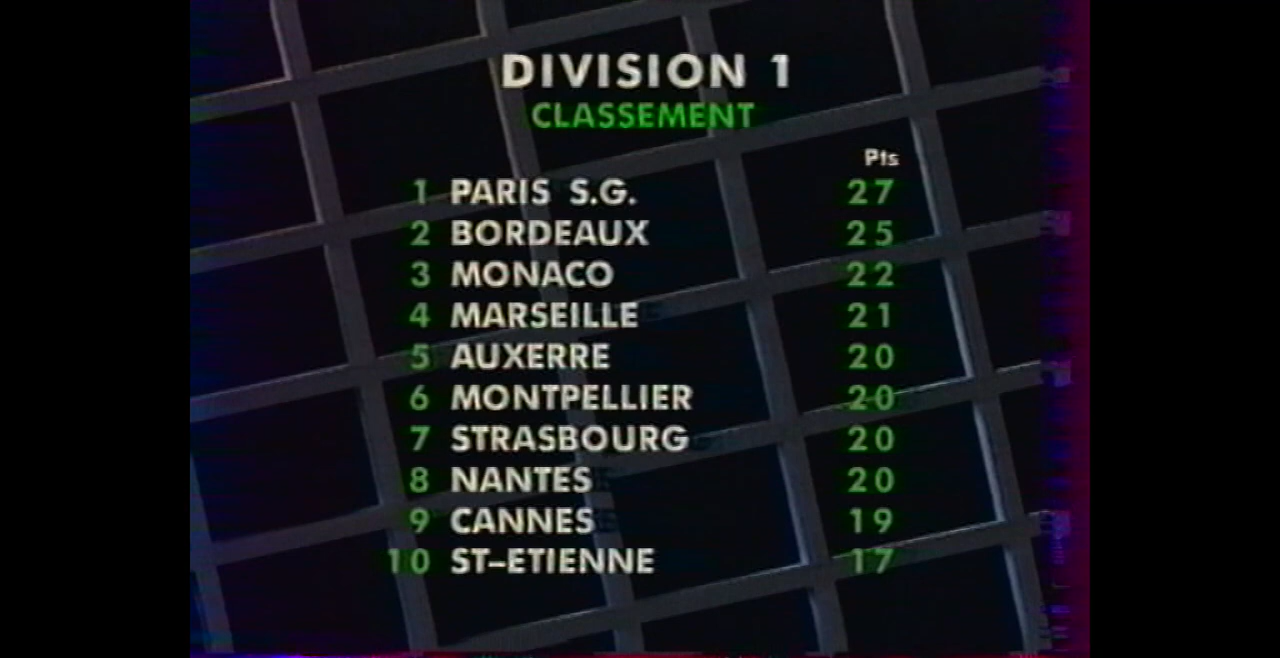 DIVISION 1
CLASSEMENT
Pts
1 PARIS S.G. 27
2 BORDEAUX 25
3 MONACO 22
4 MARSEILLE 21
5 AUXERRE 20
6 MONTPELLIER 20
7 STRASBOURG 20
8 NANTES 20
9 CANNES 19
10 ST-ETIENNE 17